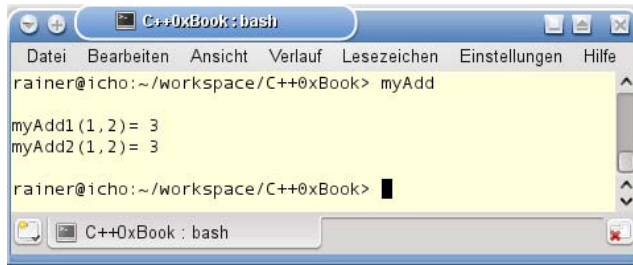 C++0xBook : bash
Datei Bearbeiten Ansicht Verlauf Lesezeichen Einstellungen Hilfe
rainer@icho:~/workspace/C++0xBook> myAdd
myAdd1(1,2)= 3
myAdd2(1,2)= 3
rainer@icho:~/workspace/C++0xBook>
C++0xBook : bash